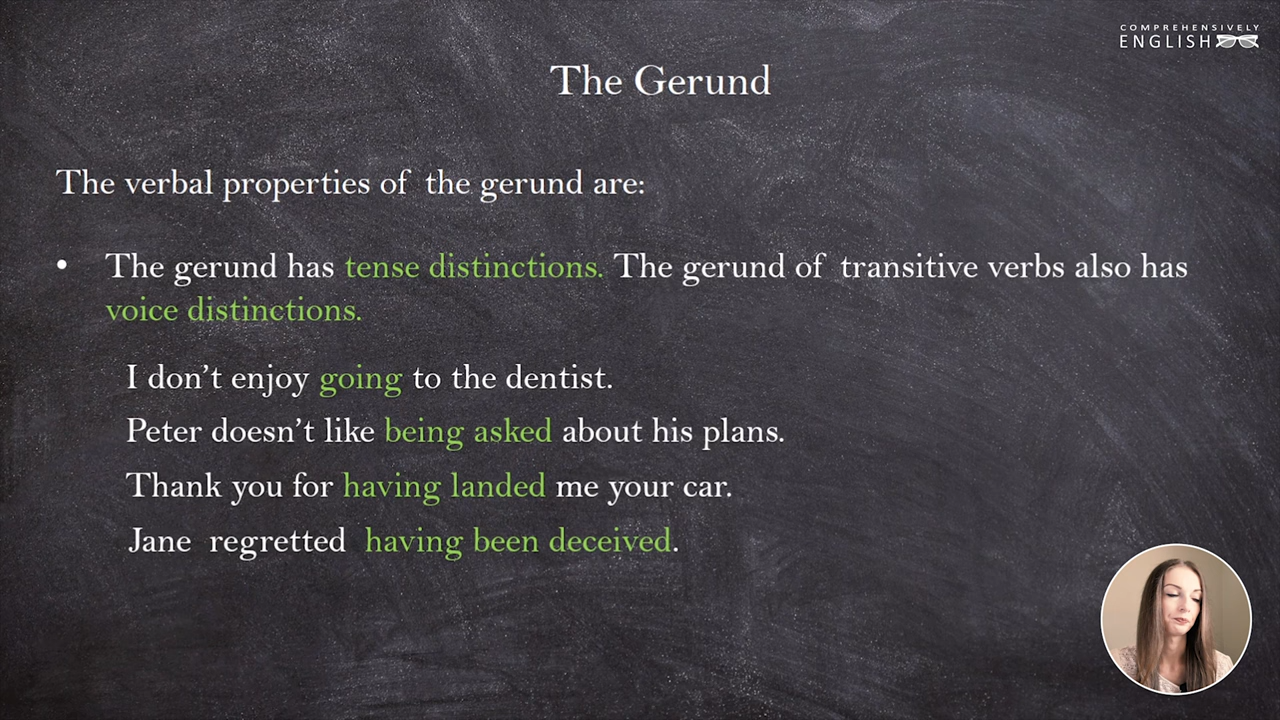 COMPREHENSIVELY
ENGLISH
The Gerund
The verbal properties of the gerund are:
• The gerund has tense distinctions. The gerund of transitive verbs also has
voice distinctions.
I don’t enjoy going to the dentist.
Peter doesn’t like being asked about his plans.
Thank you for having landed me your car.
Jane regretted having been deceived.